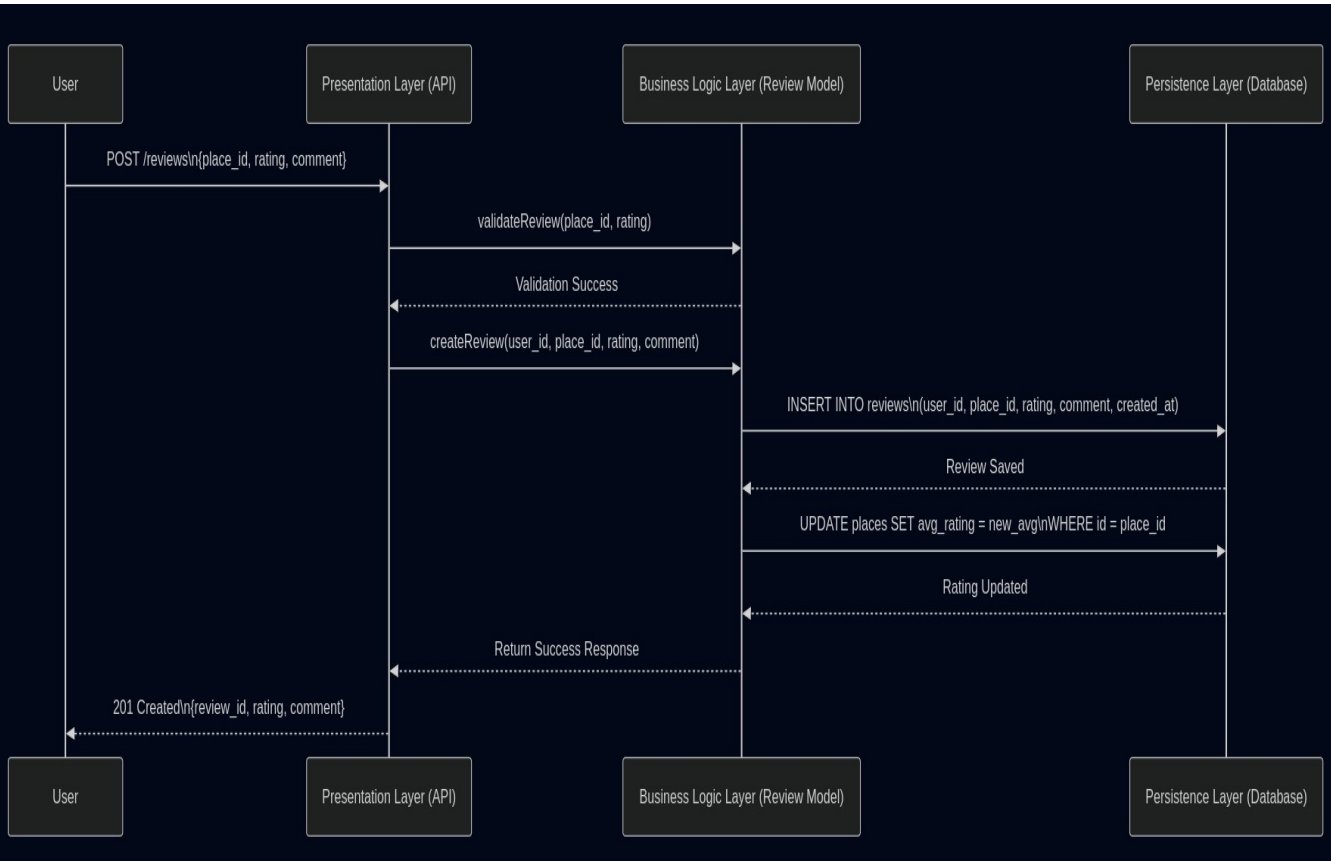 User
Presentation Layer (API)
Business Logic Layer (Review Model)
Persistence Layer (Database)
POST /reviews\n{place_id, rating, comment}
validateReview(place_id, rating)
Validation Success
createReview(user_id, place_id, rating, comment)
INSERT INTO reviews\n(user_id, place_id, rating, comment, created_at)
Review Saved
UPDATE places SET avg_rating = new_avg\nWHERE id = place_id
Rating Updated
Return Success Response
201 Created\n{review_id, rating, comment}
User
Presentation Layer (API)
Business Logic Layer (Review Model)
Persistence Layer (Database)